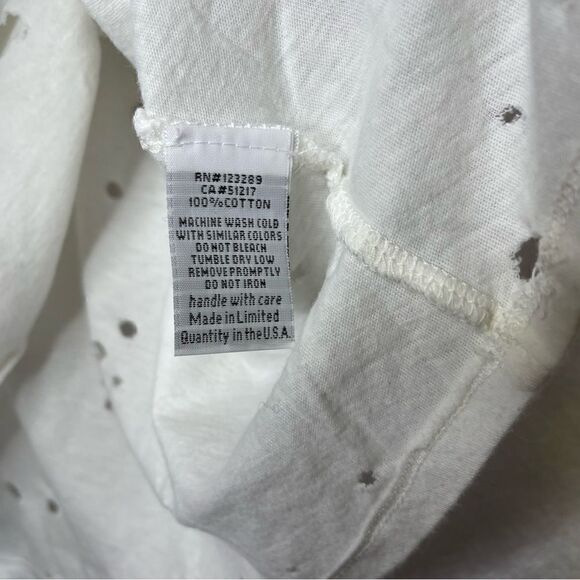 RN#123289
CA#51217
100%COTTON
MACHINE WASH COLD
WITH SIMILAR COLORS
DO NOT BLEACH
TUMBLE DRY LOW
REMOVE PROMPTLY
DO NOT IRON
handle with care
Made in Limited
Quantity in the U.S.A.